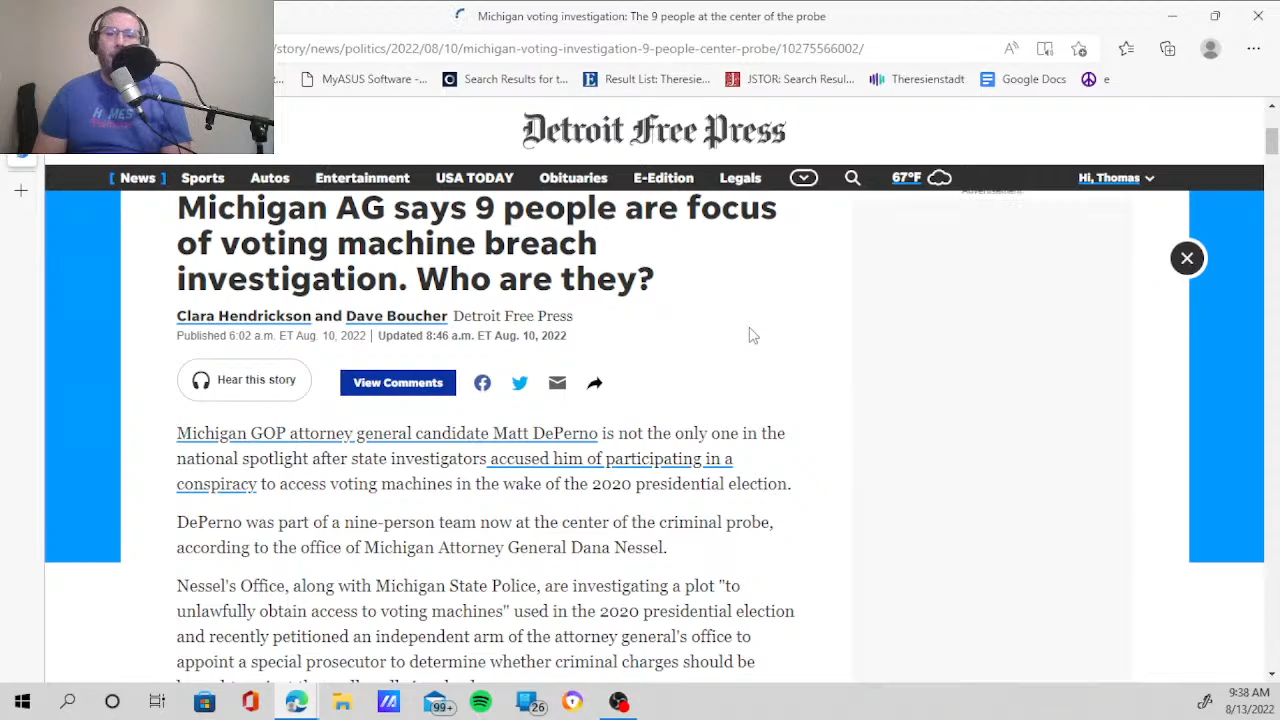 Michigan voting investigation: The 9 people at the center of the probe
/story/news/politics/2022/08/10/michigan-voting-investigation-9-people-center-probe/10275566002/
MyASUS Software -...
Search Results for t...
Result List: Theresie...
JSTOR: Search Resul...
Theresienstadt
Google Docs
e
Detroit Free Press
[ News ]
Sports
Autos
Entertainment
USA TODAY
Obituaries
E-Edition
Legals
67°F
Hi, Thomas
Advertisement
Michigan AG says 9 people are focus
of voting machine breach
investigation. Who are they?
Clara Hendrickson and Dave Boucher Detroit Free Press
Published 6:02 a.m. ET Aug. 10, 2022 | Updated 8:46 a.m. ET Aug. 10, 2022
Hear this story
View Comments
Michigan GOP attorney general candidate Matt DePerno is not the only one in the
national spotlight after state investigators accused him of participating in a
conspiracy to access voting machines in the wake of the 2020 presidential election.
DePerno was part of a nine-person team now at the center of the criminal probe,
according to the office of Michigan Attorney General Dana Nessel.
Nessel's Office, along with Michigan State Police, are investigating a plot "to
unlawfully obtain access to voting machines" used in the 2020 presidential election
and recently petitioned an independent arm of the attorney general's office to
appoint a special prosecutor to determine whether criminal charges should be
99+
26
9:38 AM
8/13/2022